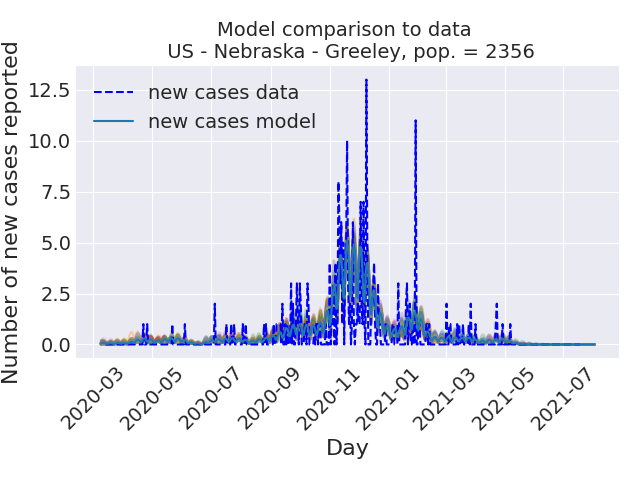 Model comparison to data
US - Nebraska - Greeley, pop. = 2356
Number of new cases reported
12.5
10.0
7.5
5.0
2.5
0.0
new cases data
new cases model
2020-03
2020-05
2020-07
2020-09
2020-11
2021-01
2021-03
2021-05
2021-07
Day